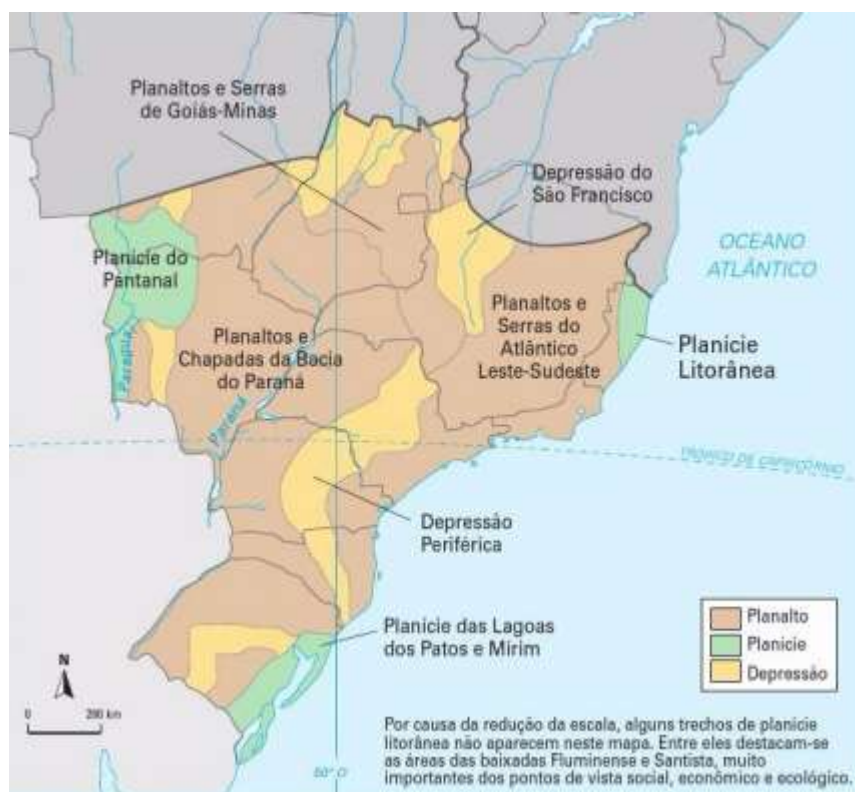 Planaltos e Serras
de Goiás-Minas
Depressão do
São Francisco
OCEANO
ATLÂNTICO
Planície do
Pantanal
Planaltos e
Chapadas da Bacia
do Paraná
Planaltos e
Serras do
Atlântico
Leste-Sudeste
Planície
Litorânea
Paraguai
Paraná
TRÓPICO DE CAPRICÓRNIO
Depressão
Periférica
Planície das Lagoas
dos Patos e Mirim
Planalto
Planície
Depressão
N
0
280 km
50° O
Por causa da redução da escala, alguns trechos de planície
litorânea não aparecem neste mapa. Entre eles destacam-se
as áreas das baixadas Fluminense e Santista, muito
importantes dos pontos de vista social, econômico e ecológico.